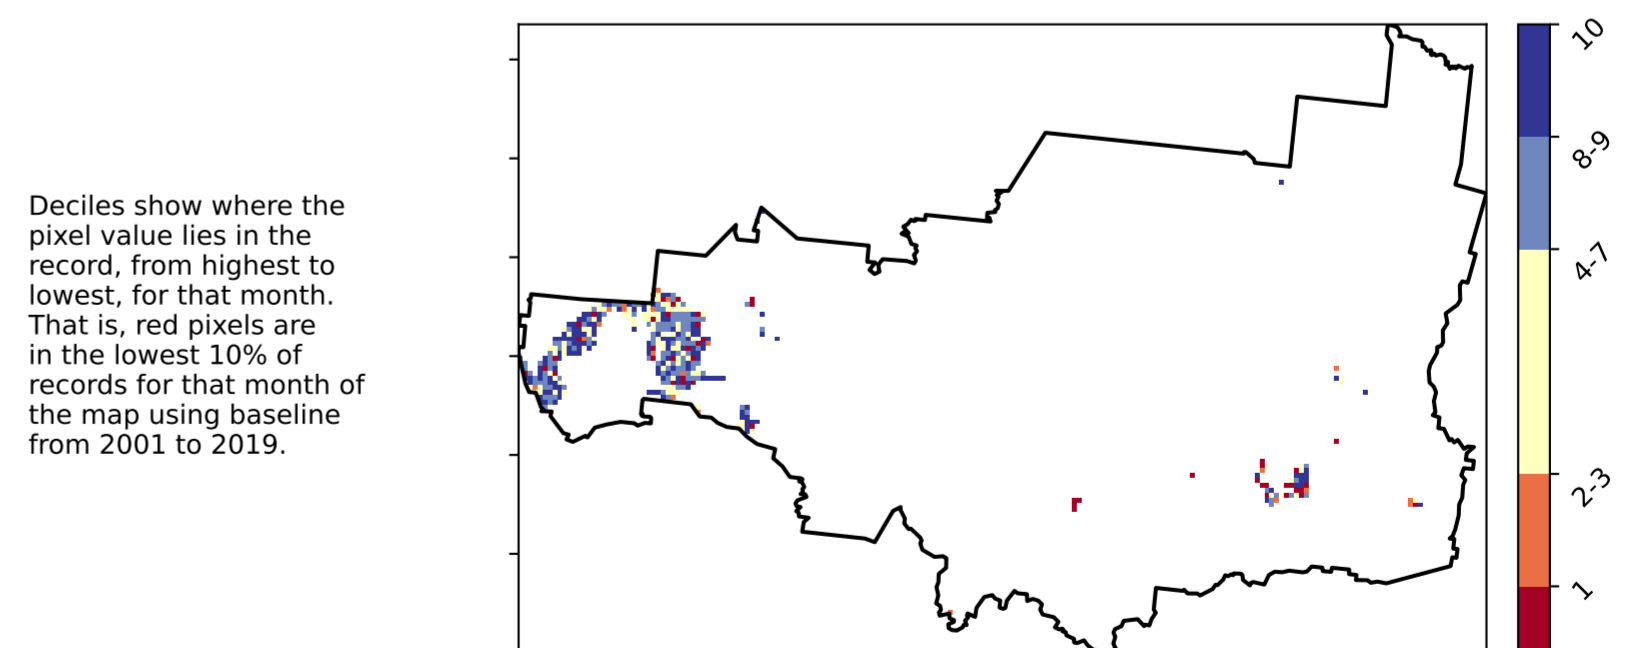 Deciles show where the
pixel value lies in the
record, from highest to
lowest, for that month.
That is, red pixels are
in the lowest 10% of
records for that month of
the map using baseline
from 2001 to 2019.
10
8-9
4-7
2-3
1